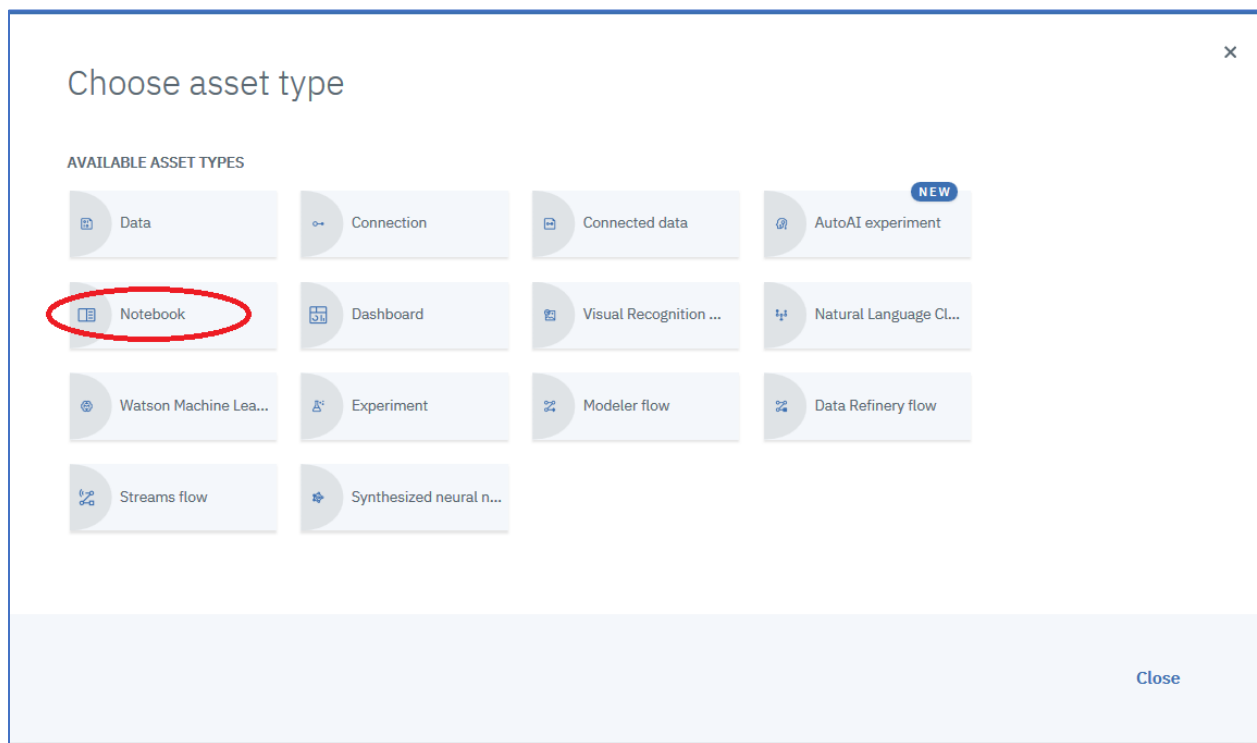 ×
Choose asset type
AVAILABLE ASSET TYPES
NEW
Data
Connection
Connected data
AutoAI experiment
Notebook
Dashboard
Visual Recognition ...
Natural Language Cl...
Watson Machine Lea...
Experiment
Modeler flow
Data Refinery flow
Streams flow
Synthesized neural n...
Close